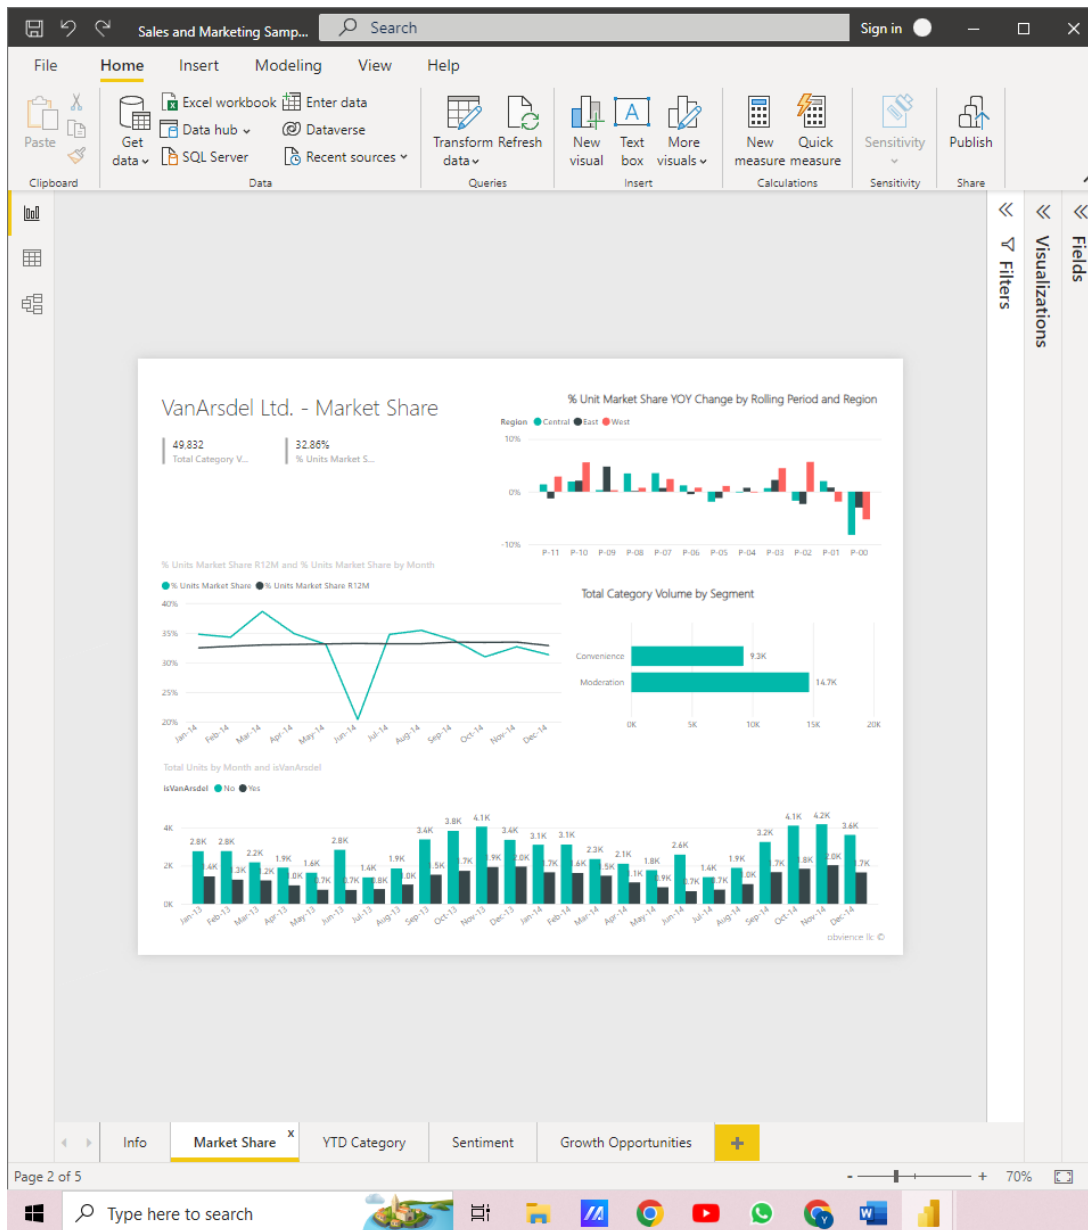 Sales and Marketing Samp...
Search
Sign in
File Home Insert Modeling View Help
Paste
Clipboard
Get data
Excel workbook
Data hub
SQL Server
Enter data
Dataverse
Recent sources
Data
Transform data
Refresh
Queries
New visual
Text box
More visuals
Insert
New measure
Quick measure
Calculations
Sensitivity
Sensitivity
Publish
Share
Filters
Visualizations
Fields
VanArsdel Ltd. - Market Share
49,832
Total Category V...
32.86%
% Units Market S...
% Unit Market Share YOY Change by Rolling Period and Region
Region Central East West
10%
0%
-10%
P-11 P-10 P-09 P-08 P-07 P-06 P-05 P-04 P-03 P-02 P-01 P-00
% Units Market Share R12M and % Units Market Share by Month
% Units Market Share % Units Market Share R12M
40%
35%
30%
25%
20%
Jan-14 Feb-14 Mar-14 Apr-14 May-14 Jun-14 Jul-14 Aug-14 Sep-14 Oct-14 Nov-14 Dec-14
Total Category Volume by Segment
Convenience 9.3K
Moderation 14.7K
0K 5K 10K 15K 20K
Total Units by Month and isVanArsdel
isVanArsdel No Yes
4K
2K
0K
2.8K 2.8K 2.2K 1.9K 1.6K 2.8K 1.4K 1.9K 3.4K 3.8K 4.1K 3.4K 3.1K 3.1K 2.3K 2.1K 1.8K 2.6K 1.4K 1.9K 3.2K 4.1K 4.2K 3.6K
Jan-13 Feb-13 Mar-13 Apr-13 May-13 Jun-13 Jul-13 Aug-13 Sep-13 Oct-13 Nov-13 Dec-13 Jan-14 Feb-14 Mar-14 Apr-14 May-14 Jun-14 Jul-14 Aug-14 Sep-14 Oct-14 Nov-14 Dec-14
obvience llc ©
Info Market Share x YTD Category Sentiment Growth Opportunities +
Page 2 of 5
- + 70%
Type here to search